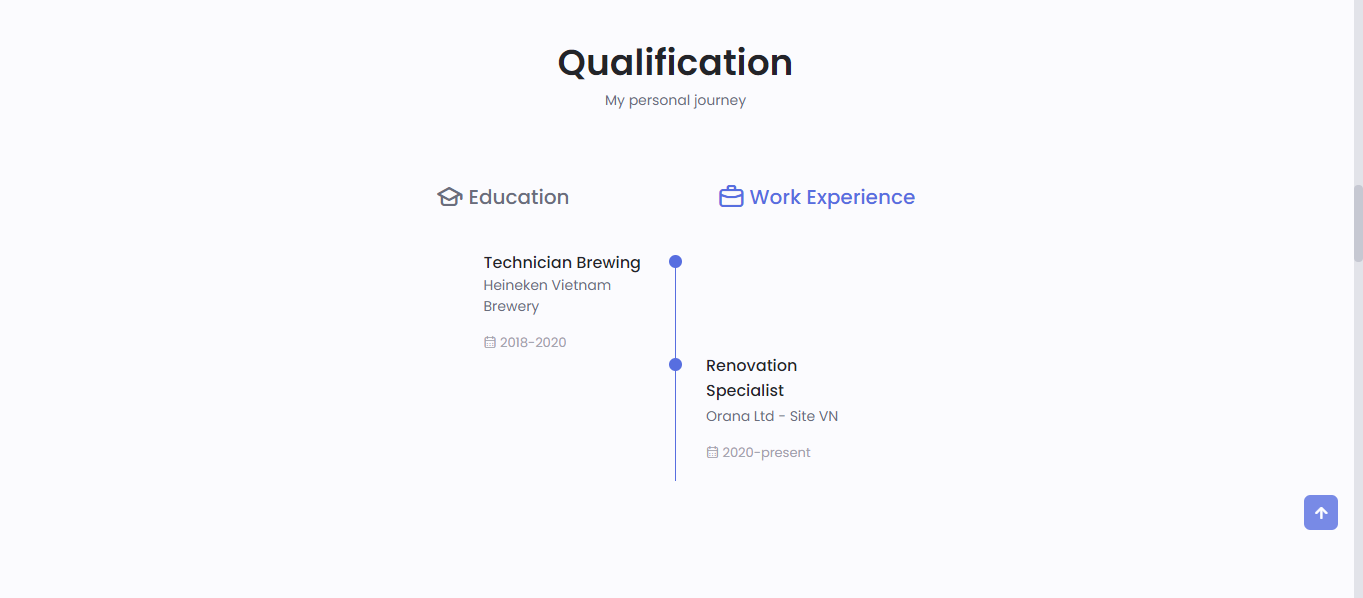 Qualification
My personal journey
Education
Work Experience
Technician Brewing
Heineken Vietnam
Brewery
2018-2020
Renovation
Specialist
Orana Ltd - Site VN
2020-present